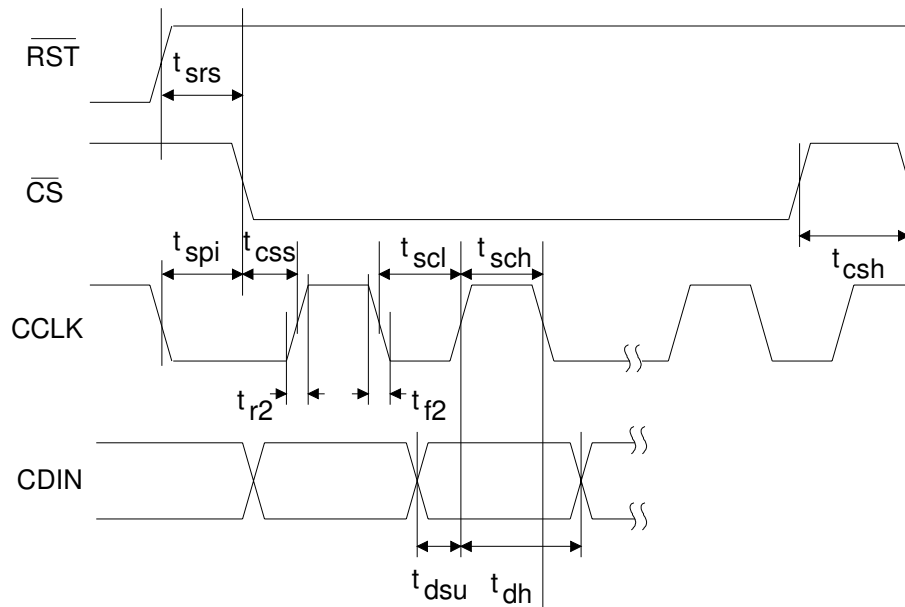 RST
t srs
CS
t spi
t css
t scl
t sch
t csh
CCLK
t r2
t f2
CDIN
t dsu
t dh